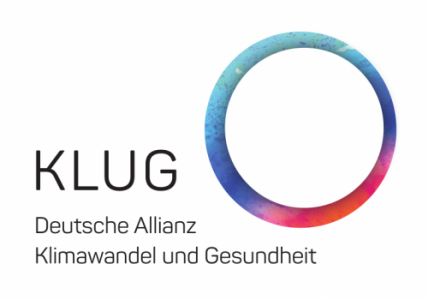 KLUG
Deutsche Allianz
Klimawandel und Gesundheit